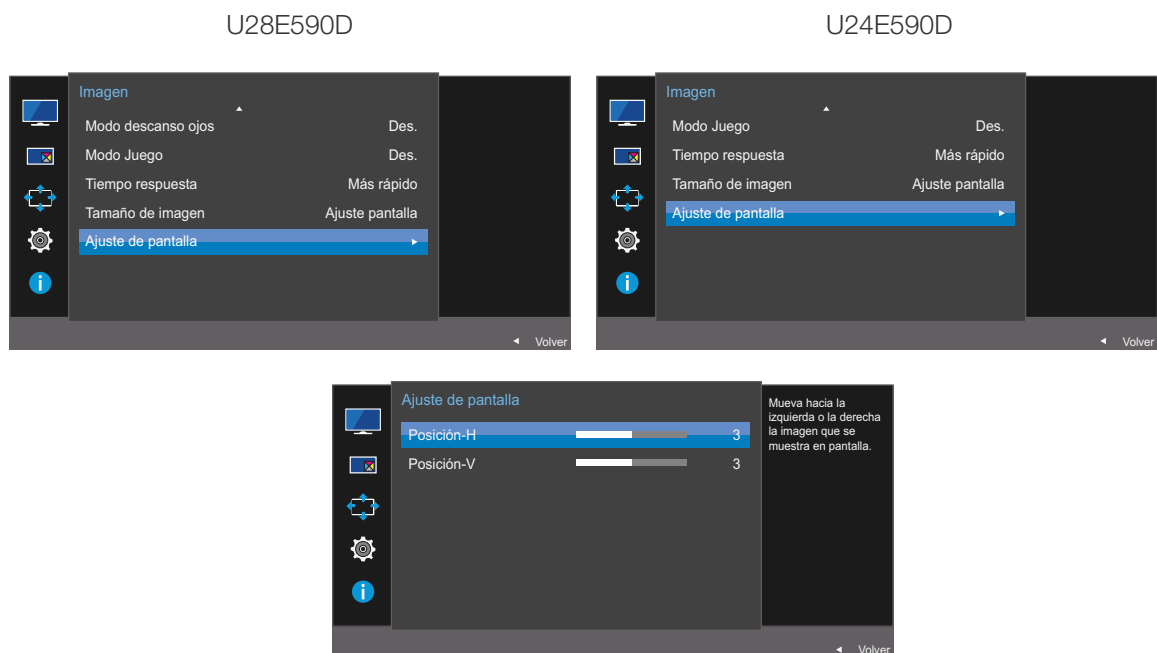 U28E590D
U24E590D
Imagen
Modo descanso ojos Des.
Modo Juego Des.
Tiempo respuesta Más rápido
Tamaño de imagen Ajuste pantalla
Ajuste de pantalla
Volver
Imagen
Modo Juego Des.
Tiempo respuesta Más rápido
Tamaño de imagen Ajuste pantalla
Ajuste de pantalla
Volver
Ajuste de pantalla
Posición-H 3
Posición-V 3
Mueva hacia la
izquierda o la derecha
la imagen que se
muestra en pantalla.
Volver